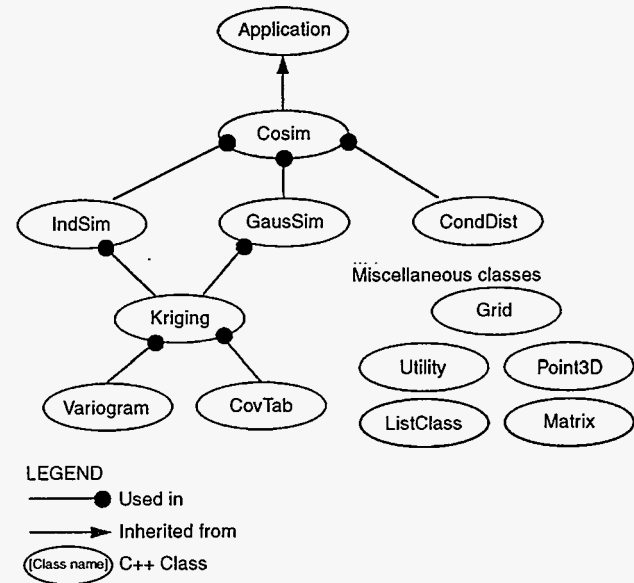 Application
Cosim
IndSim
GausSim
CondDist
Miscellaneous classes
Kriging
Grid
Utility
Point3D
Variogram
CovTab
ListClass
Matrix
LEGEND
Used in
Inherited from
[Class name] C++ Class